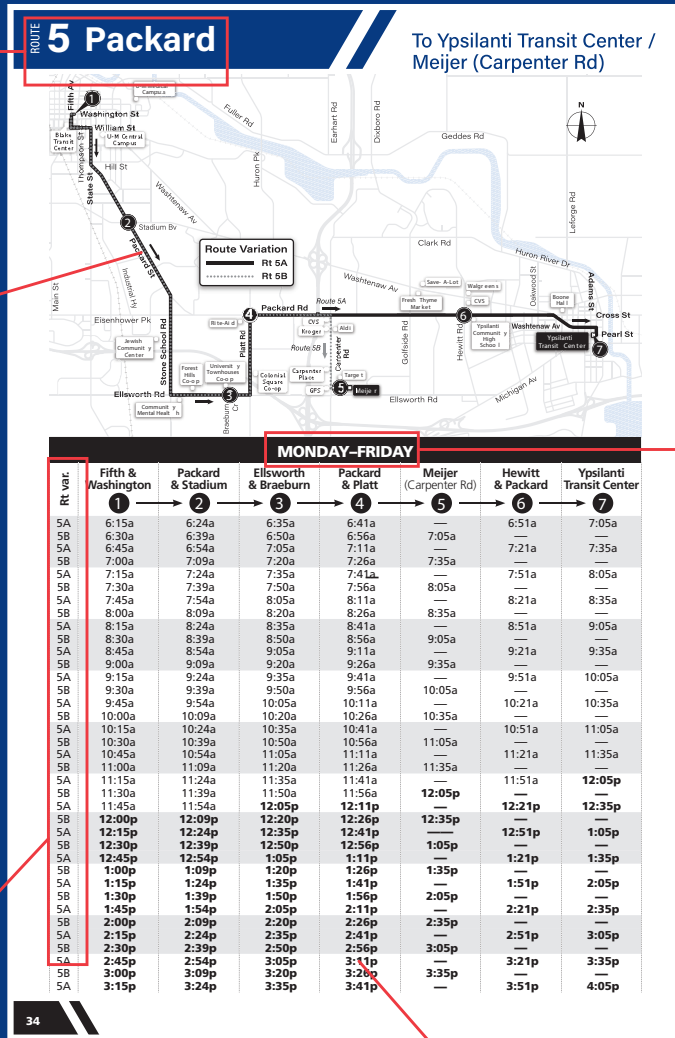 ROUTE
5 Packard
To Ypsilanti Transit Center /
Meijer (Carpenter Rd)
Fifth Av
1
Washington St
William St
Blake
Transit
Center
U-M Central
Campus
Thompson St
State St
Hill St
Washtenaw Av
2
Stadium Bv
Packard St
Industrial Hy
Main St
Eisenhower Pk
Jewish
Communit y
Center
Stone School Rd
Ellsworth Rd
Communit y
Mental Healt h
Forest
Hills
Co-o p
Universit y
Townhouses
Co-o p
3
Braeburn
Cr
Platt Rd
Rit e-Ai d
4
Packard Rd
Route 5A
CVS
Kroger
Aldi
Route 5B
Carpenter
Rd
Colonial
Square
Co-op
Carpenter
Place
GFS
Targe t
5
Meije r
Ellsworth Rd
Route Variation
Rt 5A
Rt 5B
Fuller Rd
Huron Pk
Earhart Rd
Dixboro Rd
Geddes Rd
N
Clark Rd
Washtenaw Av
Huron River Dr
Leforge Rd
Save- A-Lot
Fresh Thyme
Mar ket
Walgr een s
CVS
6
Golfside Rd
Hewitt Rd
Ypsilanti
Communit y
High
Schoo l
Washtenaw Av
Oakwood St
Boone
Hal l
Adams St
Cross St
Pearl St
Ypsilanti
Transit Cent er
7
Michigan Av
MONDAY–FRIDAY
Rt var. Fifth & Washington Packard & Stadium Ellsworth & Braeburn Packard & Platt Meijer (Carpenter Rd) Hewitt & Packard Ypsilanti Transit Center
1 2 3 4 5 6 7
5A 6:15a 6:24a 6:35a 6:41a — 6:51a 7:05a
5B 6:30a 6:39a 6:50a 6:56a 7:05a — —
5A 6:45a 6:54a 7:05a 7:11a — 7:21a 7:35a
5B 7:00a 7:09a 7:20a 7:26a 7:35a — —
5A 7:15a 7:24a 7:35a 7:41a — 7:51a 8:05a
5B 7:30a 7:39a 7:50a 7:56a 8:05a — —
5A 7:45a 7:54a 8:05a 8:11a — 8:21a 8:35a
5B 8:00a 8:09a 8:20a 8:26a 8:35a — —
5A 8:15a 8:24a 8:35a 8:41a — 8:51a 9:05a
5B 8:30a 8:39a 8:50a 8:56a 9:05a — —
5A 8:45a 8:54a 9:05a 9:11a — 9:21a 9:35a
5B 9:00a 9:09a 9:20a 9:26a 9:35a — —
5A 9:15a 9:24a 9:35a 9:41a — 9:51a 10:05a
5B 9:30a 9:39a 9:50a 9:56a 10:05a — —
5A 9:45a 9:54a 10:05a 10:11a — 10:21a 10:35a
5B 10:00a 10:09a 10:20a 10:26a 10:35a — —
5A 10:15a 10:24a 10:35a 10:41a — 10:51a 11:05a
5B 10:30a 10:39a 10:50a 10:56a 11:05a — —
5A 10:45a 10:54a 11:05a 11:11a — 11:21a 11:35a
5B 11:00a 11:09a 11:20a 11:26a 11:35a — —
5A 11:15a 11:24a 11:35a 11:41a — 11:51a 12:05p
5B 11:30a 11:39a 11:50a 11:56a 12:05p — —
5A 11:45a 11:54a 12:05p 12:11p — 12:21p 12:35p
5B 12:00p 12:09p 12:20p 12:26p 12:35p — —
5A 12:15p 12:24p 12:35p 12:41p — 12:51p 1:05p
5B 12:30p 12:39p 12:50p 12:56p 1:05p — —
5A 12:45p 12:54p 1:05p 1:11p — 1:21p 1:35p
5B 1:00p 1:09p 1:20p 1:26p 1:35p — —
5A 1:15p 1:24p 1:35p 1:41p — 1:51p 2:05p
5B 1:30p 1:39p 1:50p 1:56p 2:05p — —
5A 1:45p 1:54p 2:05p 2:11p — 2:21p 2:35p
5B 2:00p 2:09p 2:20p 2:26p 2:35p — —
5A 2:15p 2:24p 2:35p 2:41p — 2:51p 3:05p
5B 2:30p 2:39p 2:50p 2:56p 3:05p — —
5A 2:45p 2:54p 3:05p 3:11p — 3:21p 3:35p
5B 3:00p 3:09p 3:20p 3:26p 3:35p — —
5A 3:15p 3:24p 3:35p 3:41p — 3:51p 4:05p
34